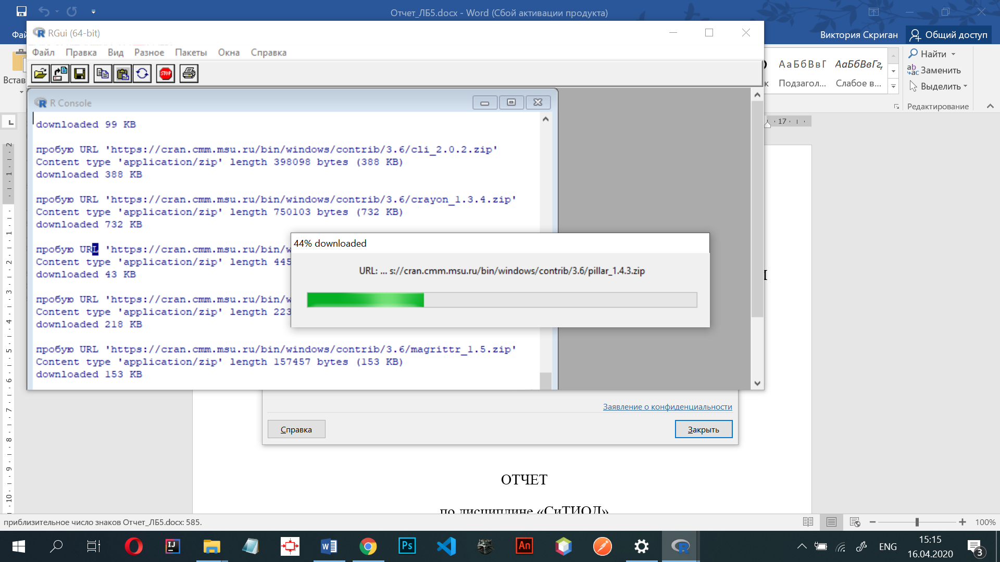 Отчет_ЛБ5.docx - Word (Сбой активации продукта)
Фай
Виктория Скриган
Общий доступ
RGui (64-bit)
Файл Правка Вид Разное Пакеты Окна Справка
STOP
Встав
АаБбВвГ АаБбВвГг,
Подзагол... Слабое в...
Найти
Заменить
Выделить
Редактирование
17
R Console
downloaded 99 KB
пробую URL 'https://cran.cmm.msu.ru/bin/windows/contrib/3.6/cli_2.0.2.zip'
Content type 'application/zip' length 398098 bytes (388 KB)
downloaded 388 KB
пробую URL 'https://cran.cmm.msu.ru/bin/windows/contrib/3.6/crayon_1.3.4.zip'
Content type 'application/zip' length 750103 bytes (732 KB)
downloaded 732 KB
пробую URL 'https://cran.cmm.msu.ru/bin/w
Content type 'application/zip' length 445
downloaded 43 KB
пробую URL 'https://cran.cmm.msu.ru/bin/w
Content type 'application/zip' length 223
downloaded 218 KB
пробую URL 'https://cran.cmm.msu.ru/bin/windows/contrib/3.6/magrittr_1.5.zip'
Content type 'application/zip' length 157457 bytes (153 KB)
downloaded 153 KB
44% downloaded
URL: ... s://cran.cmm.msu.ru/bin/windows/contrib/3.6/pillar_1.4.3.zip
Заявление о конфиденциальности
Справка
Закрыть
ОТЧЕТ
по дисциплине «СиТИОД»
приблизительное число знаков Отчет_ЛБ5.docx: 585.
100%
ENG
15:15
16.04.2020
3